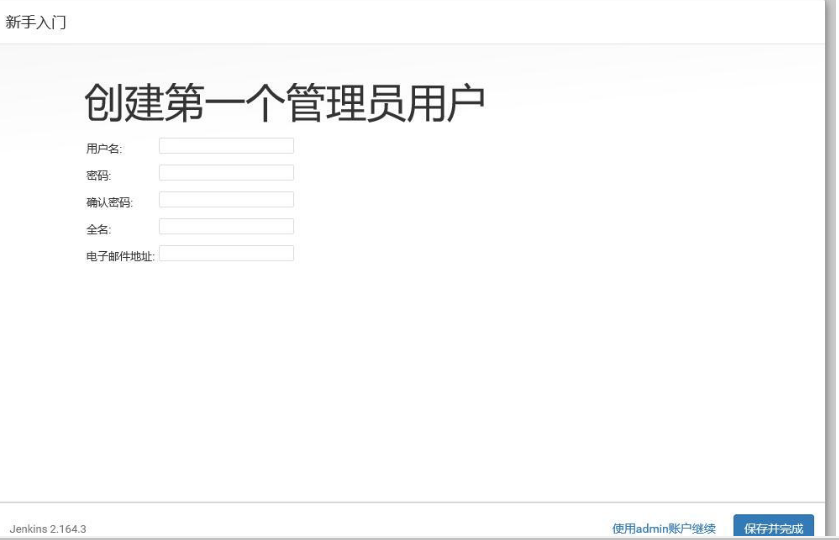 新手入门
创建第一个管理员用户
用户名:
密码:
确认密码:
全名:
电子邮件地址:
Jenkins 2.164.3
使用admin账户继续
保存并完成